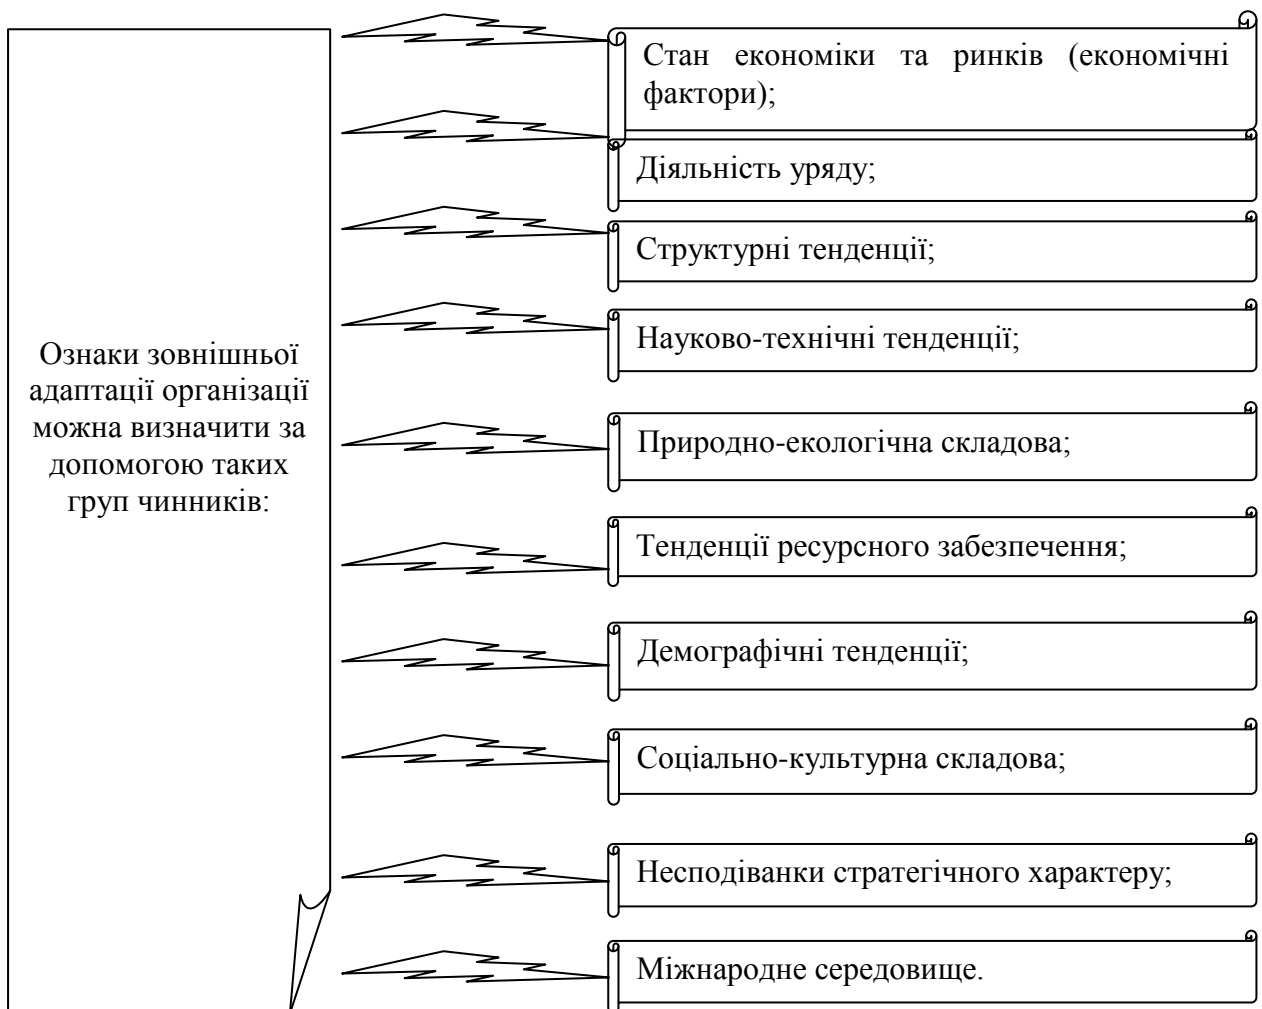 Ознаки зовнішньої
адаптації організації
можна визначити за
допомогою таких
груп чинників:
Стан економіки та ринків (економічні
фактори);
Діяльність уряду;
Структурні тенденції;
Науково-технічні тенденції;
Природно-екологічна складова;
Тенденції ресурсного забезпечення;
Демографічні тенденції;
Соціально-культурна складова;
Несподіванки стратегічного характеру;
Міжнародне середовище.